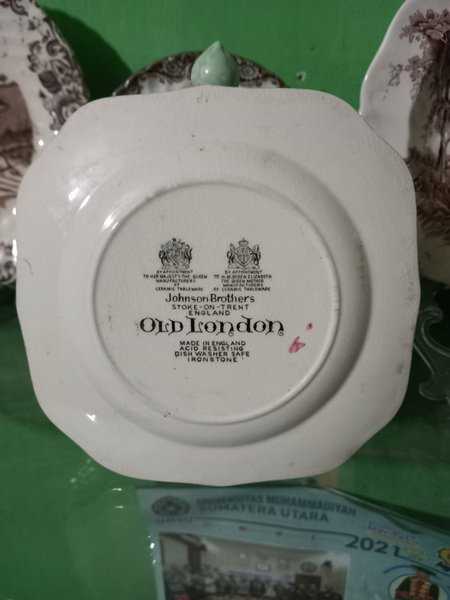 BY APPOINTMENT
TO HER MAJESTY THE QUEEN
MANUFACTURERS
OF
CERAMIC TABLEWARE
BY APPOINTMENT
TO H.M. QUEEN ELIZABETH
THE QUEEN MOTHER
MANUFACTURERS
OF CERAMIC TABLEWARE
Johnson Brothers
STOKE-ON-TRENT
ENGLAND
OLD LONDON
MADE IN ENGLAND
ACID RESISTING
DISH WASHER SAFE
IRONSTONE
UNIVERSITAS MUHAMMADIYAH
SUMATERA UTARA
2021